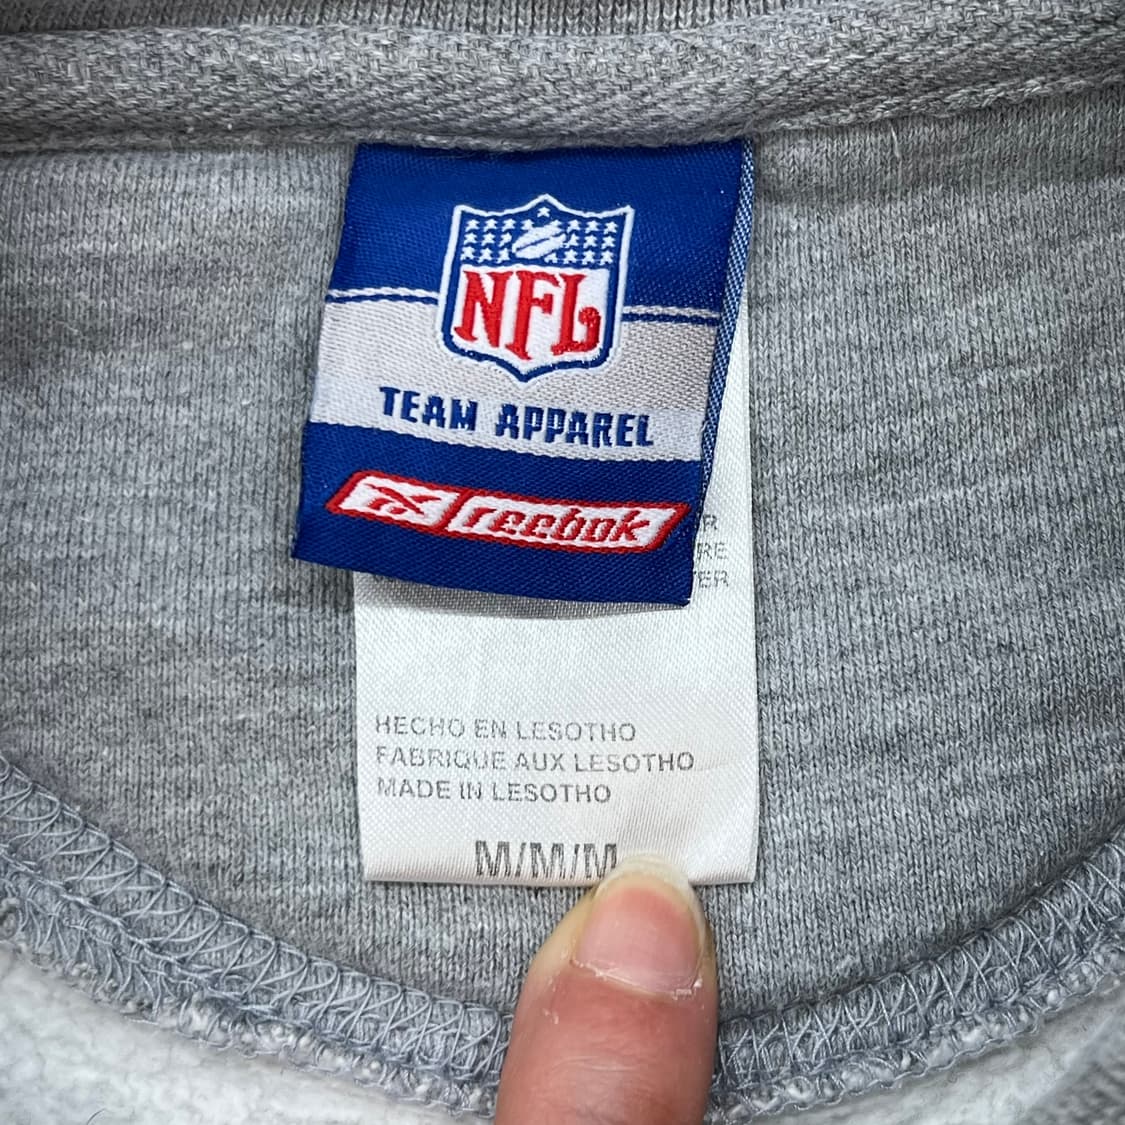 NFL
TEAM APPAREL
reebok
HECHO EN LESOTHO
FABRIQUE AUX LESOTHO
MADE IN LESOTHO
M/M/M